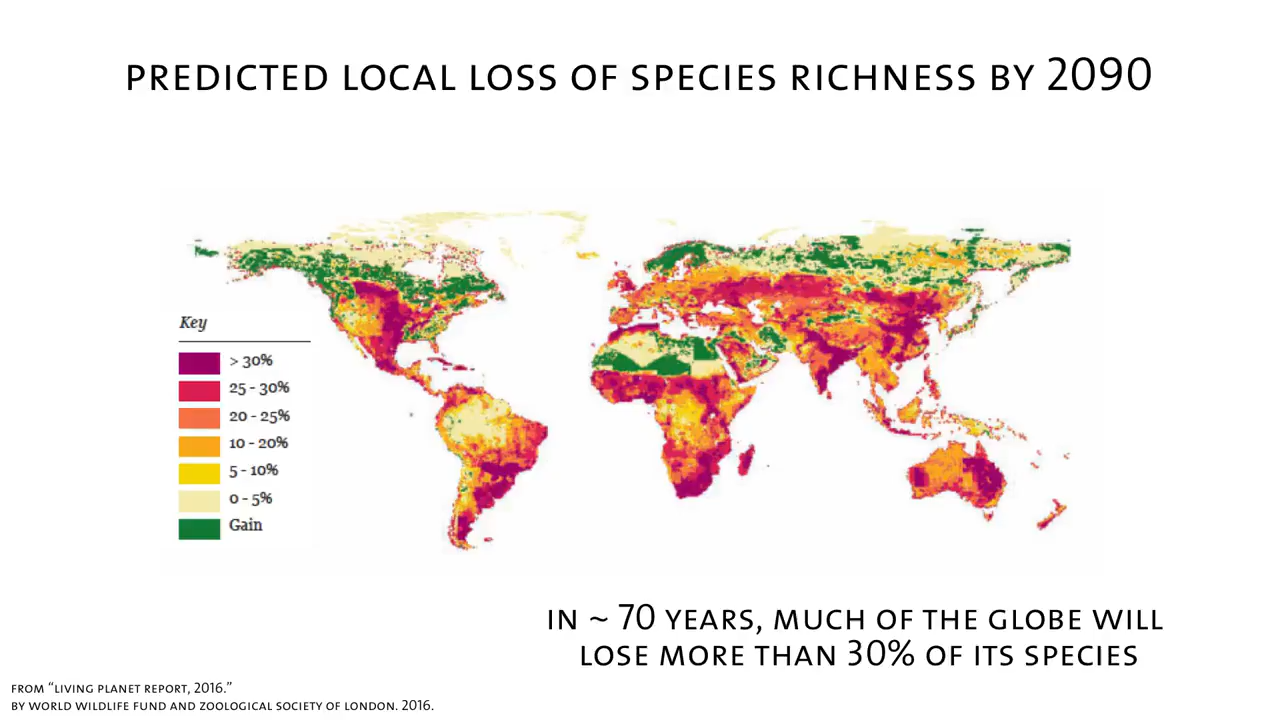 PREDICTED LOCAL LOSS OF SPECIES RICHNESS BY 2090
Key
> 30%
25 - 30%
20 - 25%
10 - 20%
5 - 10%
0 - 5%
Gain
IN ~ 70 YEARS, MUCH OF THE GLOBE WILL
LOSE MORE THAN 30% OF ITS SPECIES
FROM “LIVING PLANET REPORT, 2016.”
BY WORLD WILDLIFE FUND AND ZOOLOGICAL SOCIETY OF LONDON. 2016.